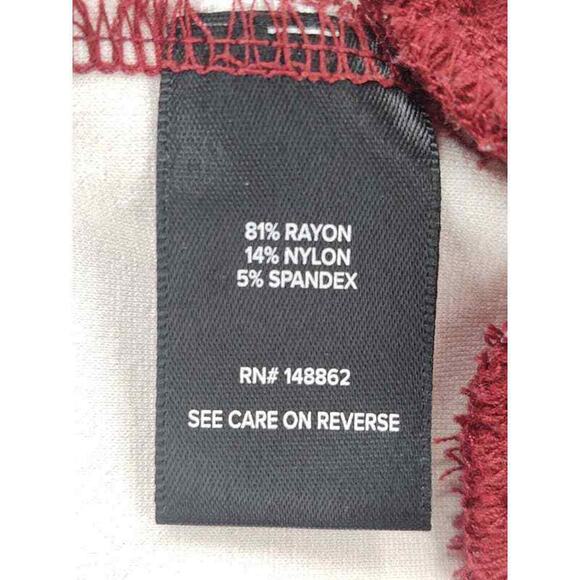 81% RAYON
14% NYLON
5% SPANDEX
RN# 148862
SEE CARE ON REVERSE